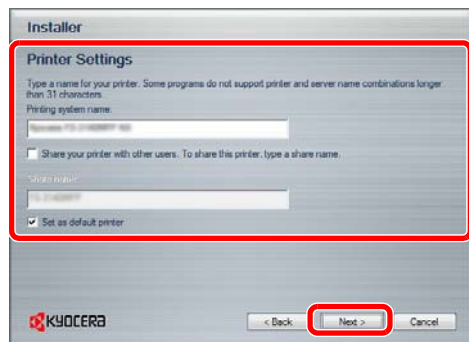 Installer
Printer Settings
Type a name for your printer. Some programs do not support printer and server name combinations longer
than 31 characters.
Printing system name:
Share your printer with other users. To share this printer, type a share name.
Share name:
Set as default printer
KYOCERA
< Back
Next >
Cancel